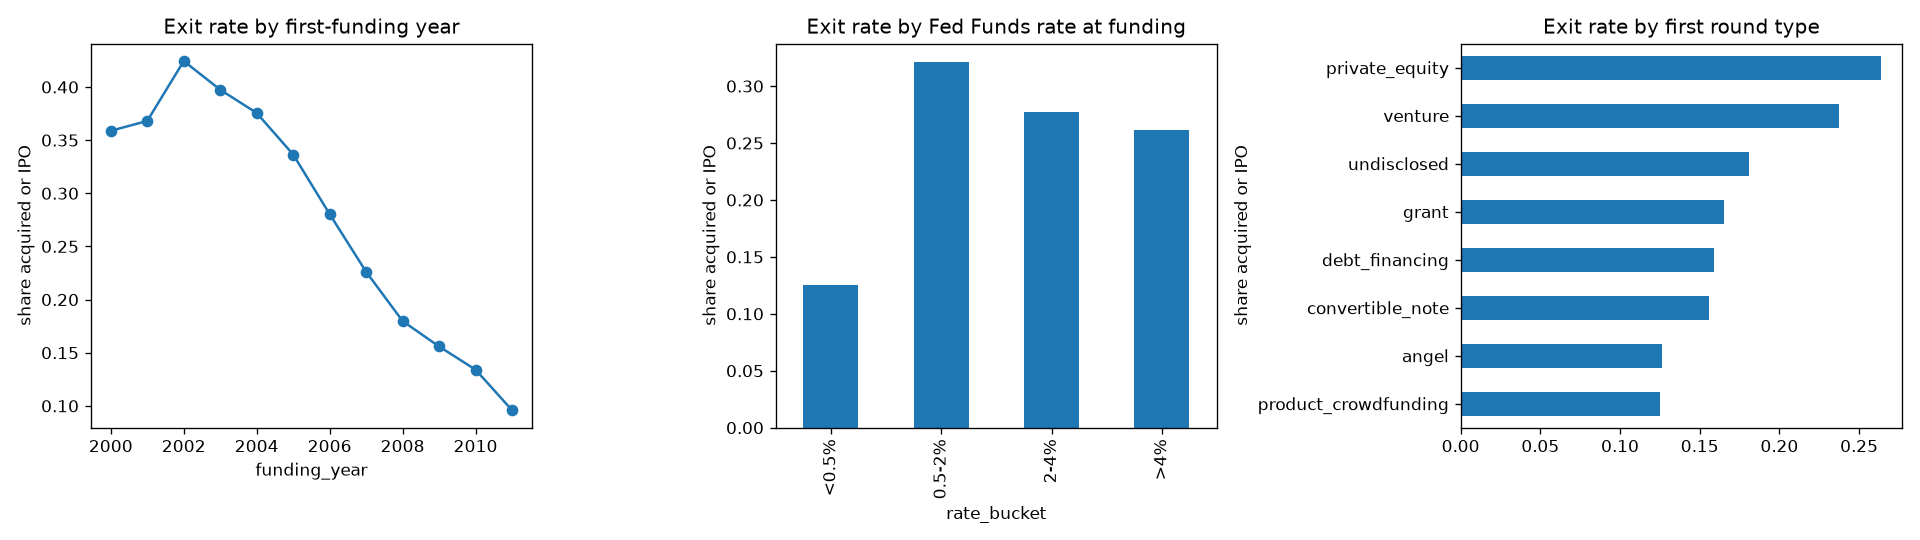 Exit rate by first-funding year
share acquired or IPO
0.40
0.35
0.30
0.25
0.20
0.15
0.10
2000
2002
2004
2006
2008
2010
funding_year
Exit rate by Fed Funds rate at funding
share acquired or IPO
0.30
0.25
0.20
0.15
0.10
0.05
0.00
<0.5%
0.5-2%
2-4%
>4%
rate_bucket
Exit rate by first round type
share acquired or IPO
private_equity
venture
undisclosed
grant
debt_financing
convertible_note
angel
product_crowdfunding
0.00
0.05
0.10
0.15
0.20
0.25